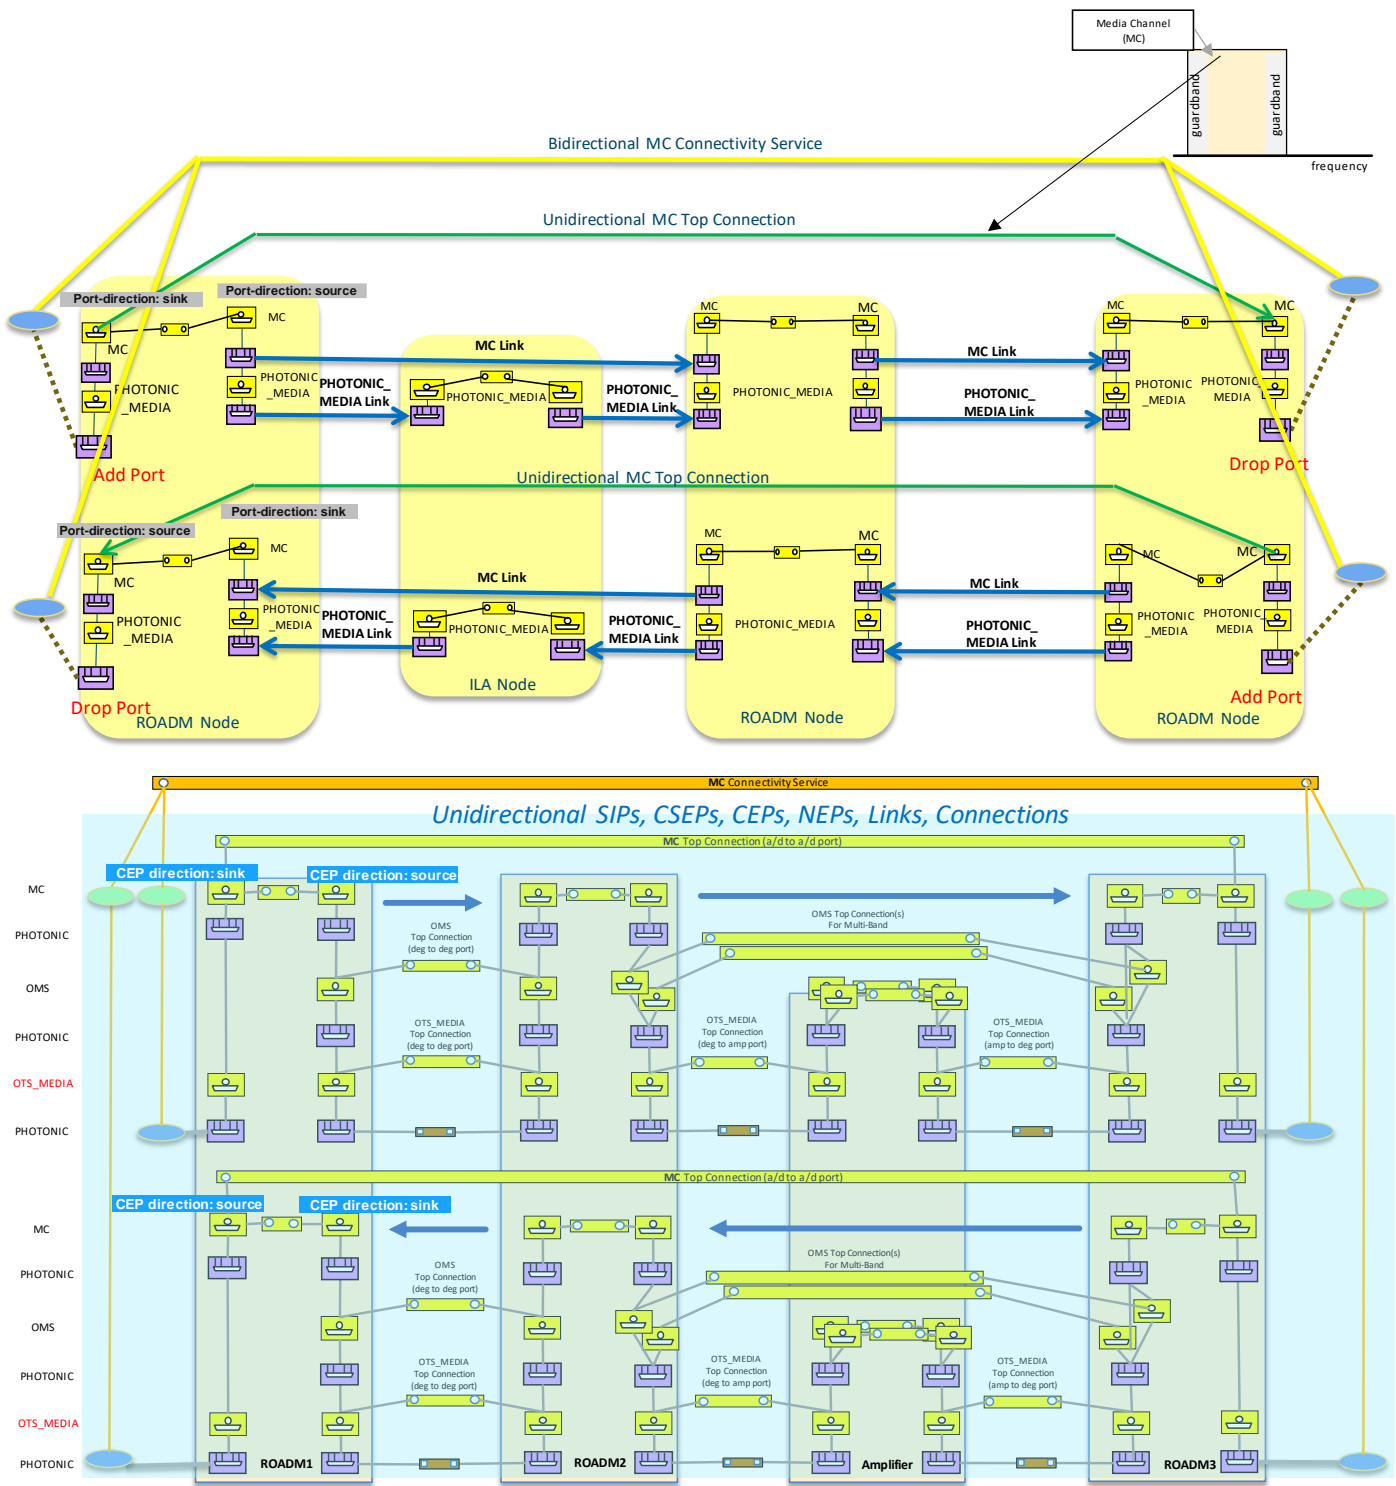 Media Channel
(MC)
guardband
guardband
frequency
Bidirectional MC Connectivity Service
Unidirectional MC Top Connection
Port-direction: sink
Port-direction: source
MC
MC
MC
MC
MC
MC
MC Link
MC Link
PHOTONIC
_MEDIA
PHOTONIC
_MEDIA
PHOTONIC_
MEDIA Link
PHOTONIC_MEDIA
PHOTONIC_
MEDIA Link
PHOTONIC_MEDIA
PHOTONIC_
MEDIA Link
PHOTONIC
_MEDIA
PHOTONIC_
_MEDIA
Add Port
Drop Port
Unidirectional MC Top Connection
Port-direction: source
Port-direction: sink
MC
MC
MC
MC
MC
MC
MC Link
MC Link
PHOTONIC
_MEDIA
PHOTONIC
_MEDIA
PHOTONIC_
MEDIA Link
PHOTONIC_MEDIA
PHOTONIC_
MEDIA Link
PHOTONIC_MEDIA
PHOTONIC_
MEDIA Link
PHOTONIC
_MEDIA
PHOTONIC
_MEDIA
Drop Port
Add Port
ROADM Node
ILA Node
ROADM Node
ROADM Node
MC Connectivity Service
Unidirectional SIPs, CSEPs, CEPs, NEPs, Links, Connections
MC Top Connection (a/d to a/d port)
CEP direction: sink
CEP direction: source
MC
PHOTONIC
OMS
PHOTONIC
OTS_MEDIA
PHOTONIC
OMS
Top Connection
(deg to deg port)
OMS Top Connection(s)
For Multi-Band
OTS_MEDIA
Top Connection
(deg to deg port)
OTS_MEDIA
Top Connection
(deg to amp port)
OTS_MEDIA
Top Connection
(amp to deg port)
MC Top Connection (a/d to a/d port)
CEP direction: source
CEP direction: sink
MC
PHOTONIC
OMS
PHOTONIC
OTS_MEDIA
PHOTONIC
OMS
Top Connection
(deg to deg port)
OMS Top Connection(s)
For Multi-Band
OTS_MEDIA
Top Connection
(deg to deg port)
OTS_MEDIA
Top Connection
(deg to amp port)
OTS_MEDIA
Top Connection
(amp to deg port)
ROADM1
ROADM2
Amplifier
ROADM3